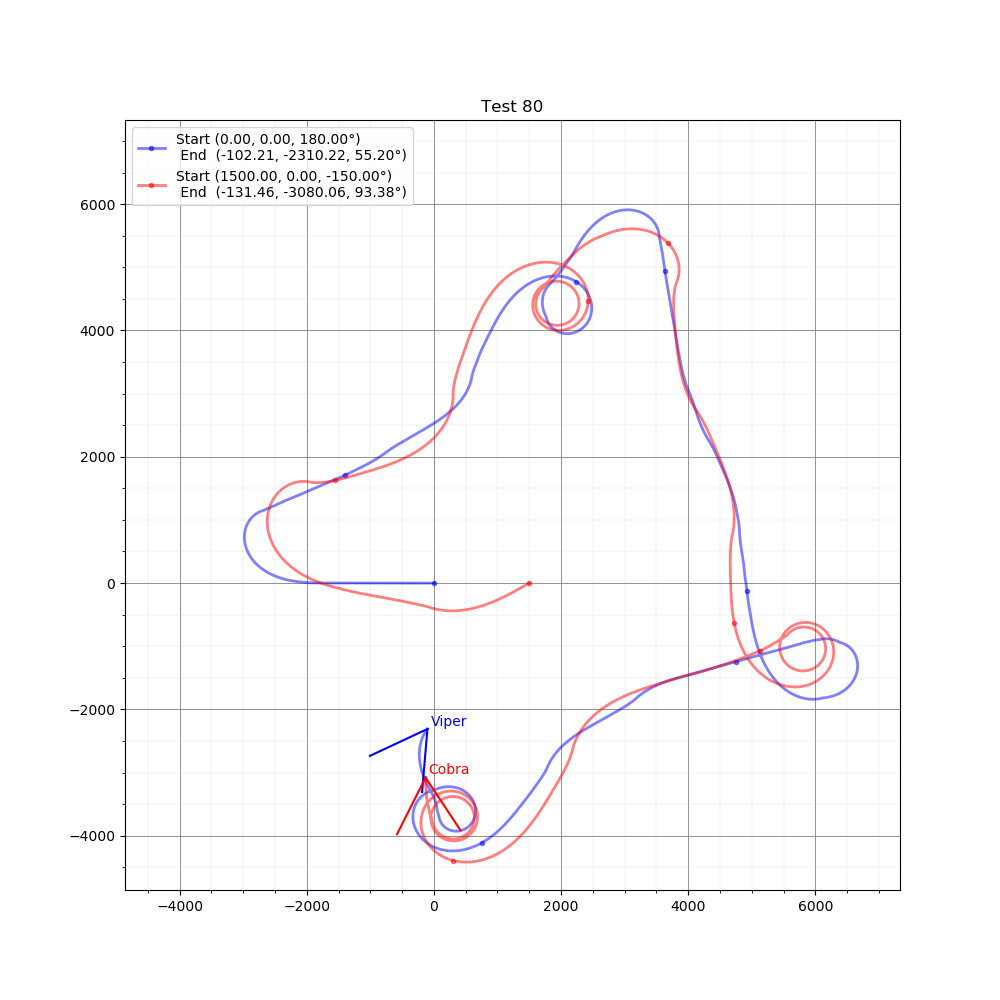 Test 80
Start (0.00, 0.00, 180.00°)
End  (-102.21, -2310.22, 55.20°)
Start (1500.00, 0.00, -150.00°)
End  (-131.46, -3080.06, 93.38°)
6000
4000
2000
0
−2000
−4000
Viper
Cobra
−4000
−2000
0
2000
4000
6000